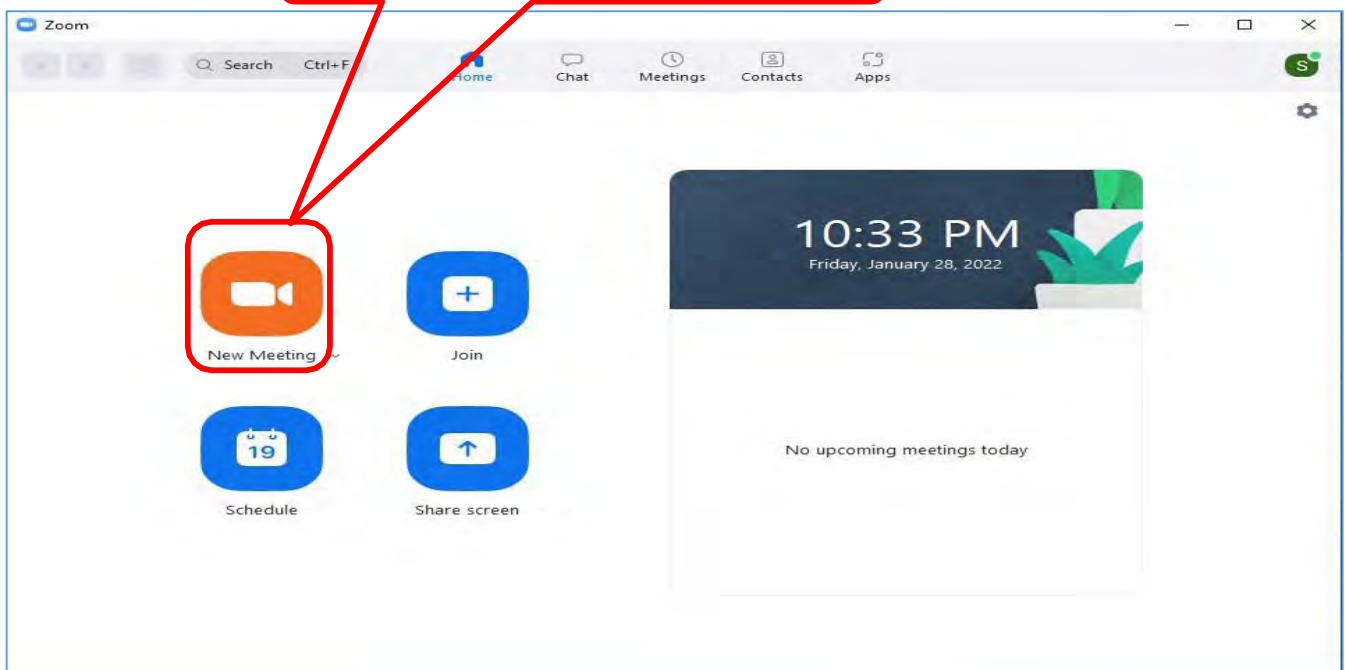 Zoom
Search Ctrl+F
Home Chat Meetings Contacts Apps
S
10:33 PM
Friday, January 28, 2022
New Meeting Join
19
No upcoming meetings today
Schedule Share screen